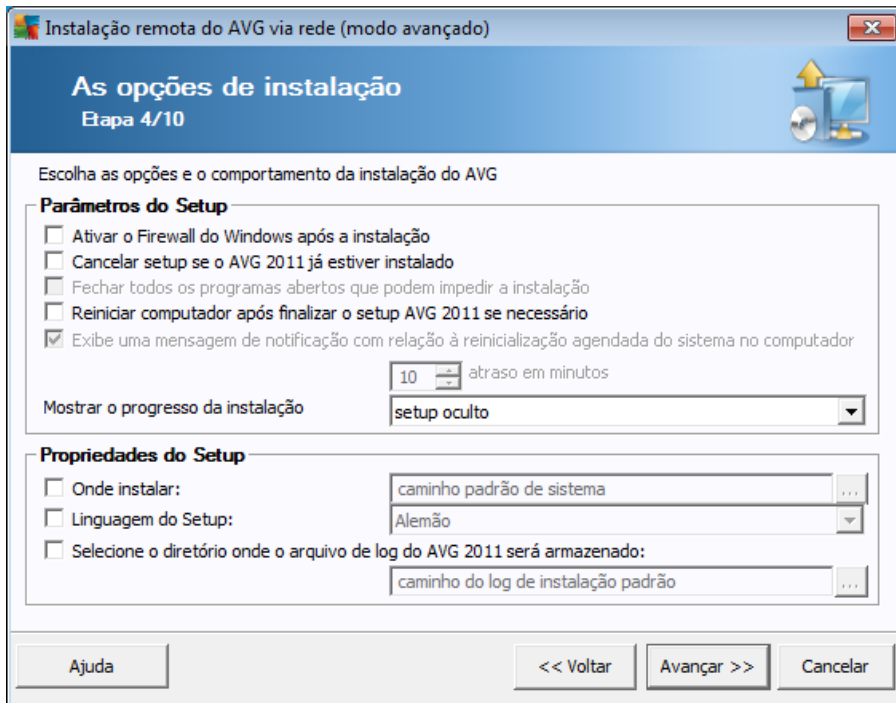 Instalação remota do AVG via rede (modo avançado)
As opções de instalação
Etapa 4/10
Escolha as opções e o comportamento da instalação do AVG
Parâmetros do Setup
Ativar o Firewall do Windows após a instalação
Cancelar setup se o AVG 2011 já estiver instalado
Fechar todos os programas abertos que podem impedir a instalação
Reiniciar computador após finalizar o setup AVG 2011 se necessário
Exibe uma mensagem de notificação com relação à reinicialização agendada do sistema no computador
10 atraso em minutos
Mostrar o progresso da instalação setup oculto
Propriedades do Setup
Onde instalar: caminho padrão de sistema ...
Linguagem do Setup: Alemão
Selecione o diretório onde o arquivo de log do AVG 2011 será armazenado:
caminho do log de instalação padrão ...
Ajuda << Voltar Avançar >> Cancelar